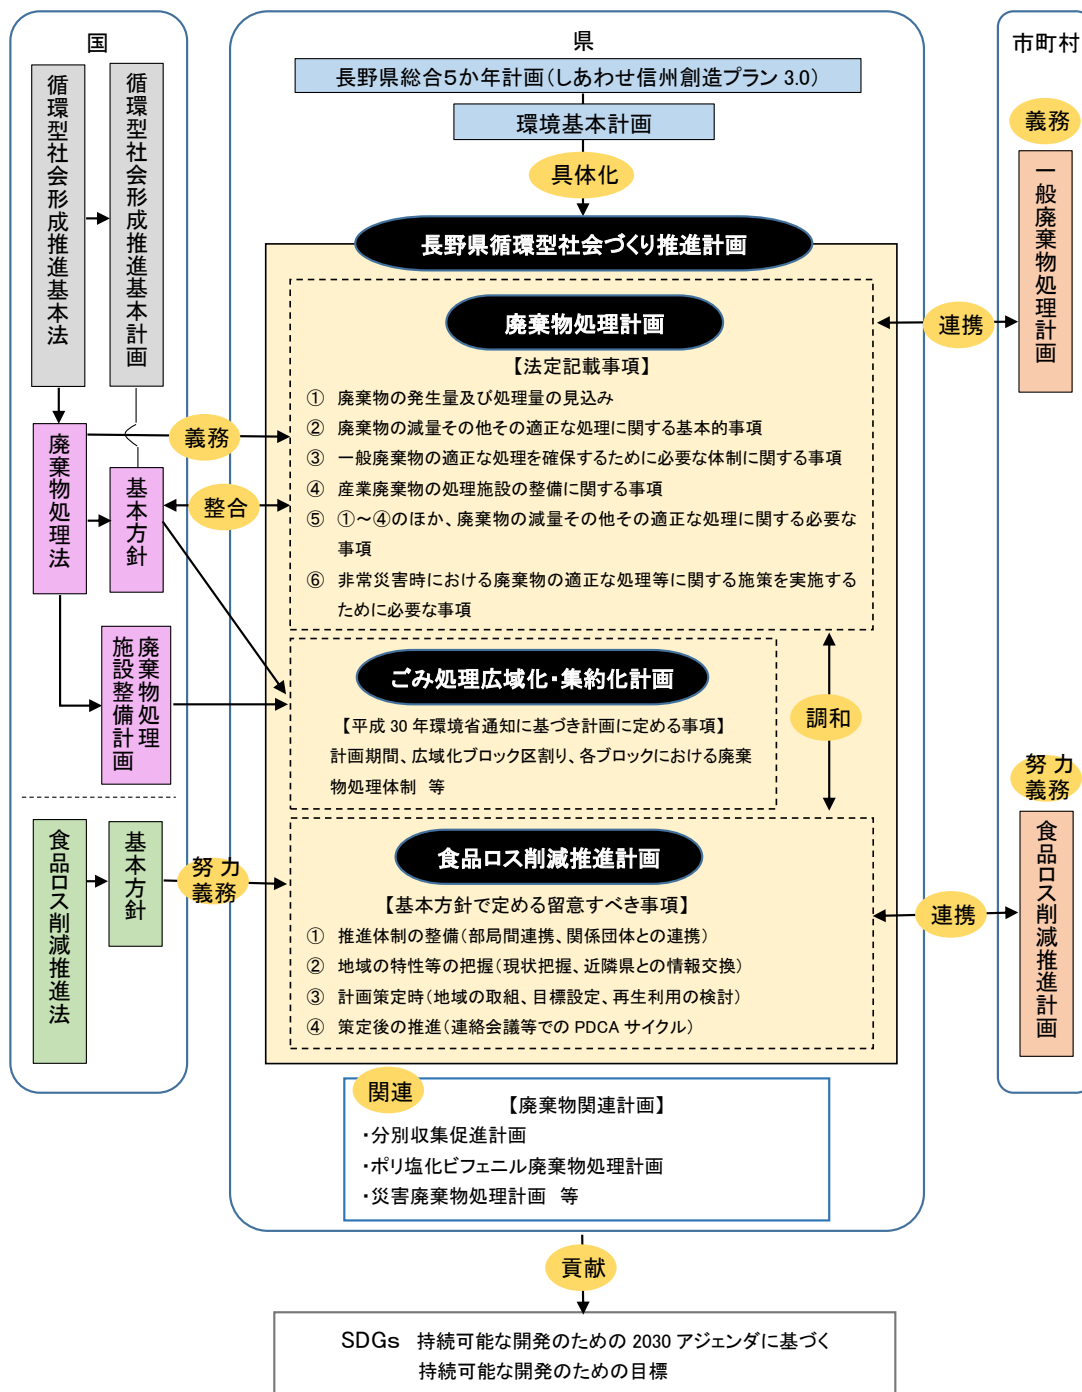 国
循環型社会形成推進基本法
循環型社会形成推進基本計画
廃棄物処理法
基本方針
廃棄物処理
施設整備計画
食品ロス削減推進法
基本方針
義務
整合
努力
義務
県
長野県総合５か年計画(しあわせ信州創造プラン 3.0)
環境基本計画
具体化
長野県循環型社会づくり推進計画
廃棄物処理計画
【法定記載事項】
① 廃棄物の発生量及び処理量の見込み
② 廃棄物の減量その他その適正な処理に関する基本的事項
③ 一般廃棄物の適正な処理を確保するために必要な体制に関する事項
④ 産業廃棄物の処理施設の整備に関する事項
⑤ ①～④のほか、廃棄物の減量その他その適正な処理に関する必要な
事項
⑥ 非常災害時における廃棄物の適正な処理等に関する施策を実施する
ために必要な事項
ごみ処理広域化・集約化計画
【平成 30 年環境省通知に基づき計画に定める事項】
計画期間、広域化ブロック区割り、各ブロックにおける廃棄
物処理体制　等
調和
食品ロス削減推進計画
【基本方針で定める留意すべき事項】
① 推進体制の整備(部局間連携、関係団体との連携)
② 地域の特性等の把握(現状把握、近隣県との情報交換)
③ 計画策定時(地域の取組、目標設定、再生利用の検討)
④ 策定後の推進(連絡会議等での PDCA サイクル)
関連
【廃棄物関連計画】
・分別収集促進計画
・ポリ塩化ビフェニル廃棄物処理計画
・災害廃棄物処理計画　等
連携
連携
市町村
義務
一般廃棄物処理計画
努力
義務
食品ロス削減推進計画
貢献
SDGs 持続可能な開発のための 2030 アジェンダに基づく
持続可能な開発のための目標